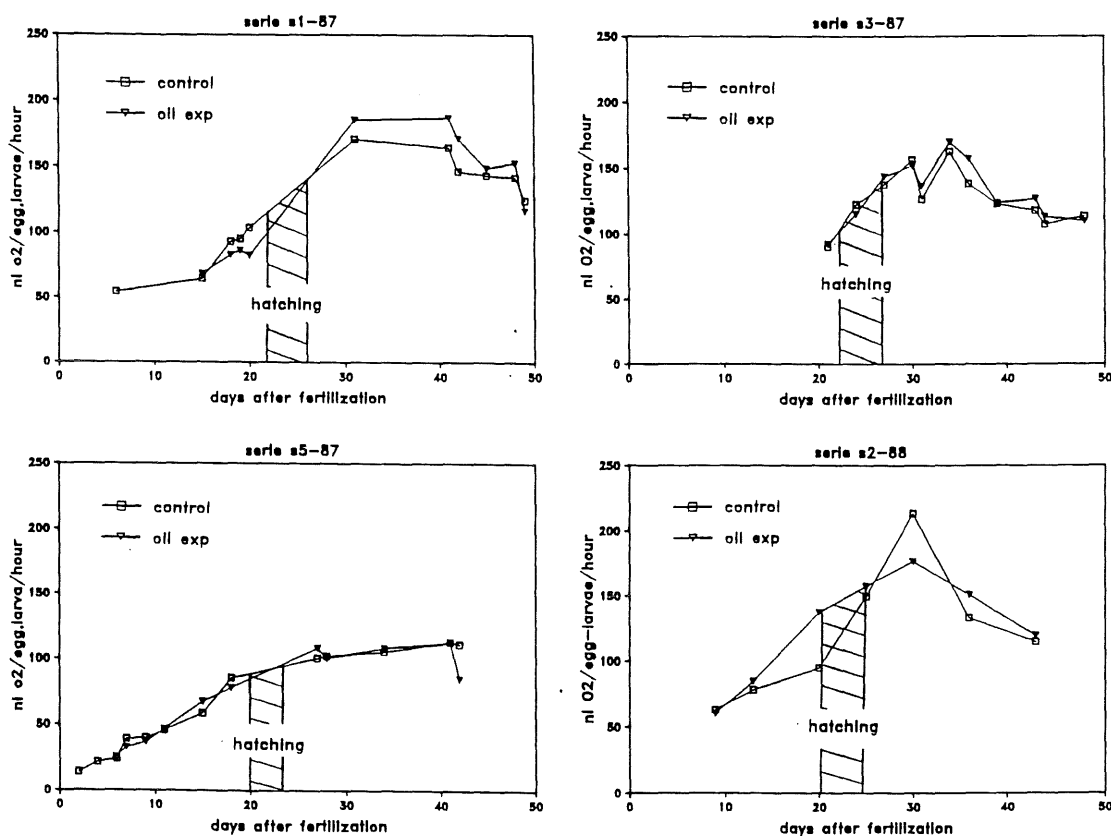 serie s1-87
250
200
150
100
50
0
nl o2/egg,larvae/hour
control
oil exp
hatching
0 10 20 30 40 50
days after fertilization
serie s3-87
250
200
150
100
50
0
nl O2/egg,larva/hour
control
oil exp
hatching
0 10 20 30 40 50
days after fertilization
serie s5-87
250
200
150
100
50
0
nl o2/egg,larva/hour
control
oil exp
hatching
0 10 20 30 40 50
days after fertilization
serie s2-88
250
200
150
100
50
0
nl O2/egg-larvae/hour
control
oil exp
hatching
0 10 20 30 40 50
days after fertilization